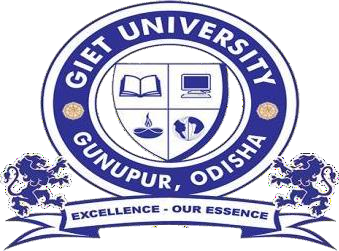 GIET UNIVERSITY
GUNUPUR, ODISHA
EXCELLENCE - OUR ESSENCE